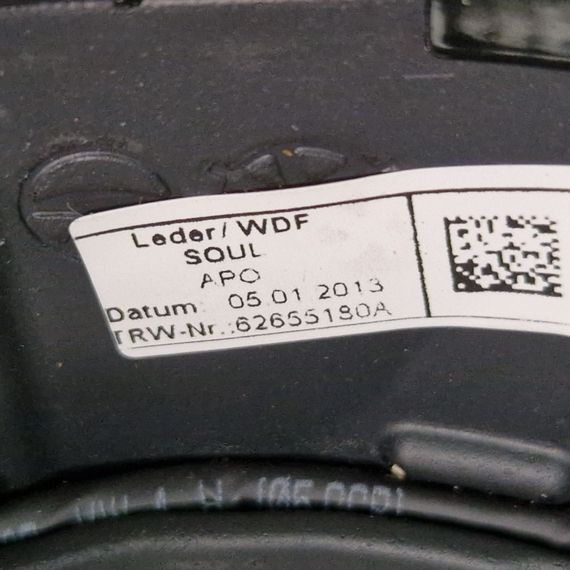 Leder/ WDF
SOUL
APO
Datum: 05.01.2013
TRW-Nr.:62655180A